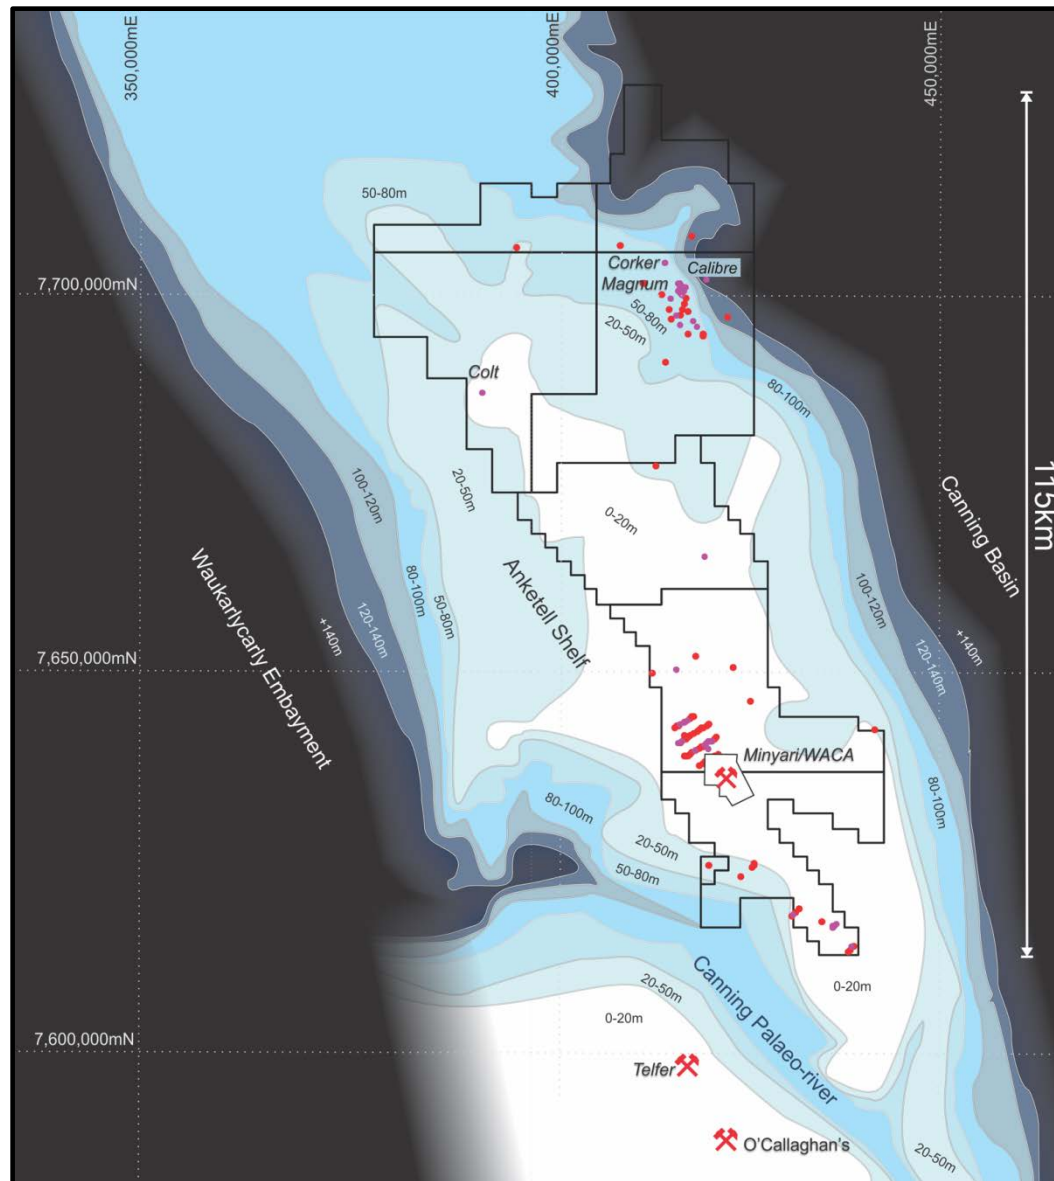 350,000mE
400,000mE
450,000mE
50-80m
Corker
Calibre
Magnum
7,700,000mN
50-80m
20-50m
Colt
80-100m
115km
20-50m
100-120m
0-20m
Canning Basin
Waukarlycarly Embayment
Anketell Shelf
80-100m
50-80m
120-140m
+140m
100-120m
120-140m
+140m
7,650,000mN
Minyari/WACA
80-100m
80-100m
20-50m
50-80m
Canning Palaeo-river
20-50m
0-20m
0-20m
7,600,000mN
Telfer
O'Callaghan's
20-50m